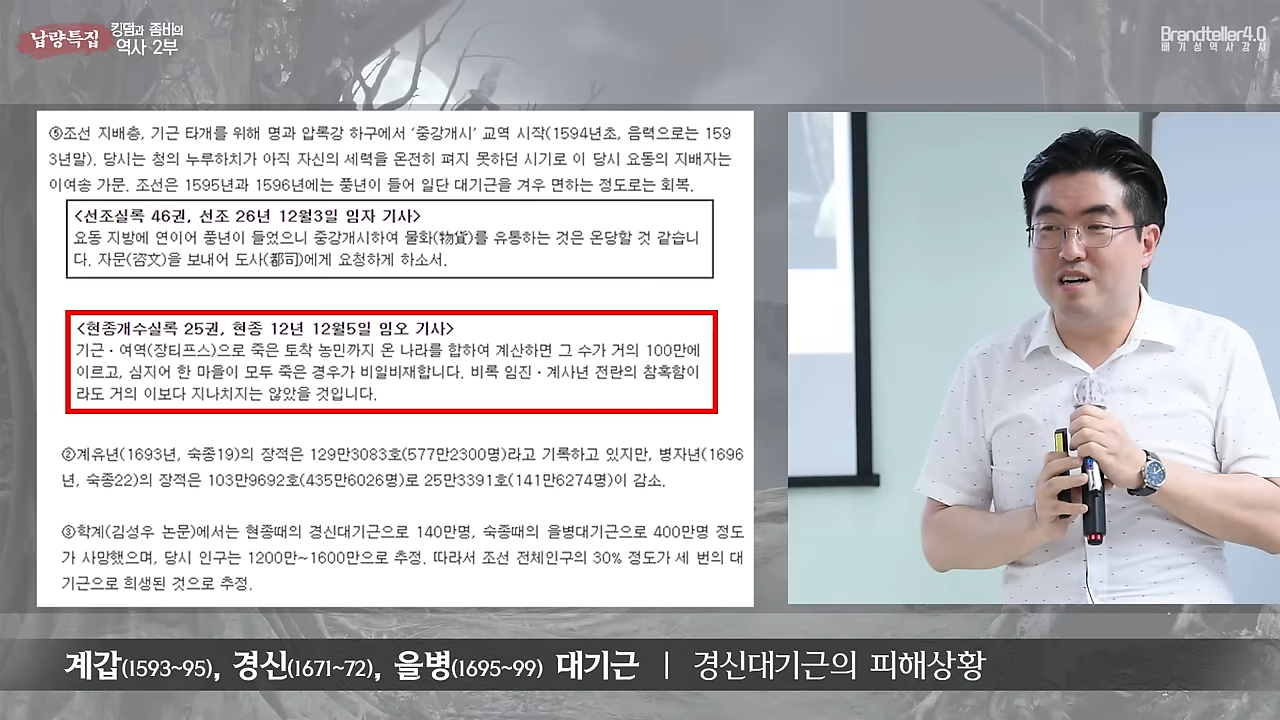 납량특집
킹덤과 좀비의
역사 2부
Brandteller4.0
배기성역사강사
⑤조선 지배층, 기근 타개를 위해 명과 압록강 하구에서 ‘중강개시’ 교역 시작(1594년초, 음력으로는 159
3년말). 당시는 청의 누루하치가 아직 자신의 세력을 온전히 펴지 못하던 시기로 이 당시 요동의 지배자는
이여송 가문. 조선은 1595년과 1596년에는 풍년이 들어 일단 대기근을 겨우 면하는 정도로는 회복.
<선조실록 46권, 선조 26년 12월3일 임자 기사>
요동 지방에 연이어 풍년이 들었으니 중강개시하여 물화(物貨)를 유통하는 것은 온당할 것 같습니
다. 자문(咨文)을 보내어 도사(都司)에게 요청하게 하소서.
<현종개수실록 25권, 현종 12년 12월5일 임오 기사>
기근·여역(장티프스)으로 죽은 토착 농민까지 온 나라를 합하여 계산하면 그 수가 거의 100만에
이르고, 심지어 한 마을이 모두 죽은 경우가 비일비재합니다. 비록 임진·계사년 전란의 참혹함이
라도 거의 이보다 지나치지는 않았을 것입니다.
②계유년(1693년, 숙종19)의 장적은 129만3083호(577만2300명)라고 기록하고 있지만, 병자년(1696
년, 숙종22)의 장적은 103만9692호(435만6026명)로 25만3391호(141만6274명)이 감소.
③학계(김성우 논문)에서는 현종때의 경신대기근으로 140만명, 숙종때의 을병대기근으로 400만명 정도
가 사망했으며, 당시 인구는 1200만~1600만으로 추정. 따라서 조선 전체인구의 30% 정도가 세 번의 대
기근으로 희생된 것으로 추정.
계갑(1593~95), 경신(1671~72), 을병(1695~99) 대기근 | 경신대기근의 피해상황